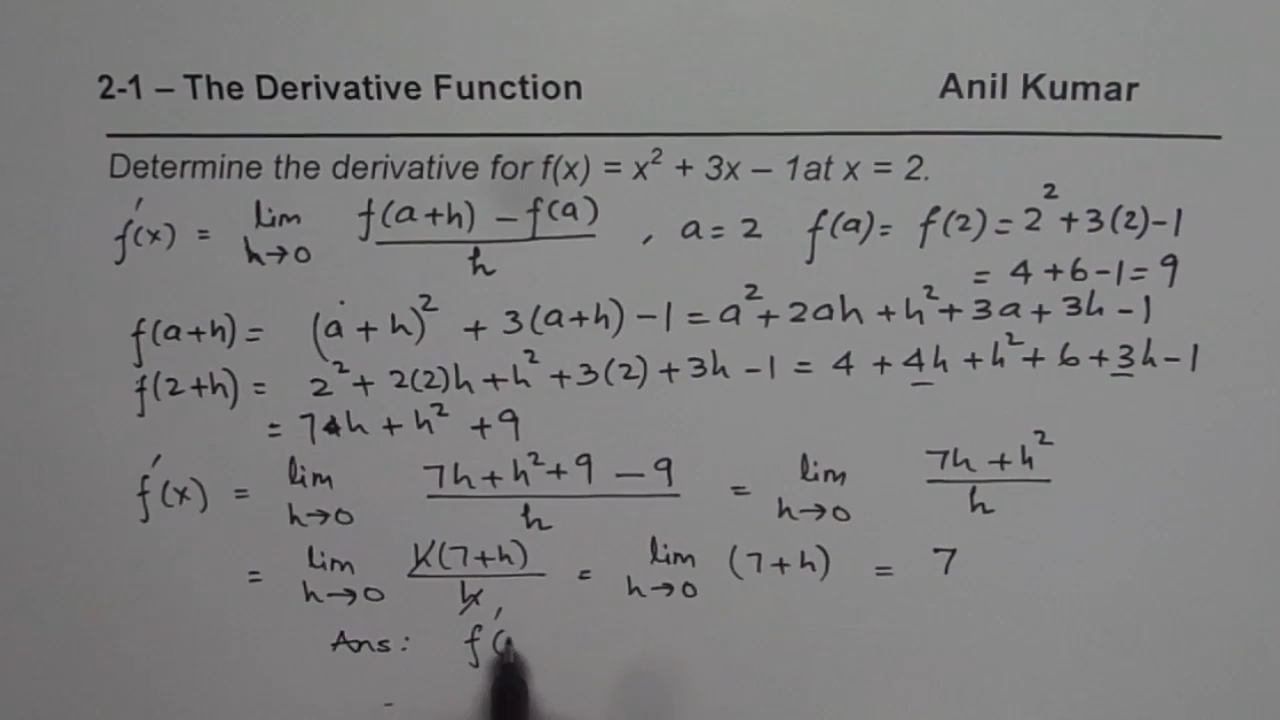 2-1 – The Derivative Function Anil Kumar
Determine the derivative for f(x) = x² + 3x – 1at x = 2.
f'(x) = lim h→0 f(a+h) – f(a) / h , a = 2 f(a) = f(2) = 2² + 3(2) – 1
= 4 + 6 – 1 = 9
f(a+h) = (a + h)² + 3(a+h) – 1 = a² + 2ah + h² + 3a + 3h – 1
f(2+h) = 2² + 2(2)h + h² + 3(2) + 3h – 1 = 4 + 4h + h² + 6 + 3h – 1
= 7h + h² + 9
f'(x) = lim h→0 7h + h² + 9 – 9 / h = lim h→0 7h + h² / h
= lim h→0 h(7+h) / h = lim h→0 (7+h) = 7
Ans: f'(